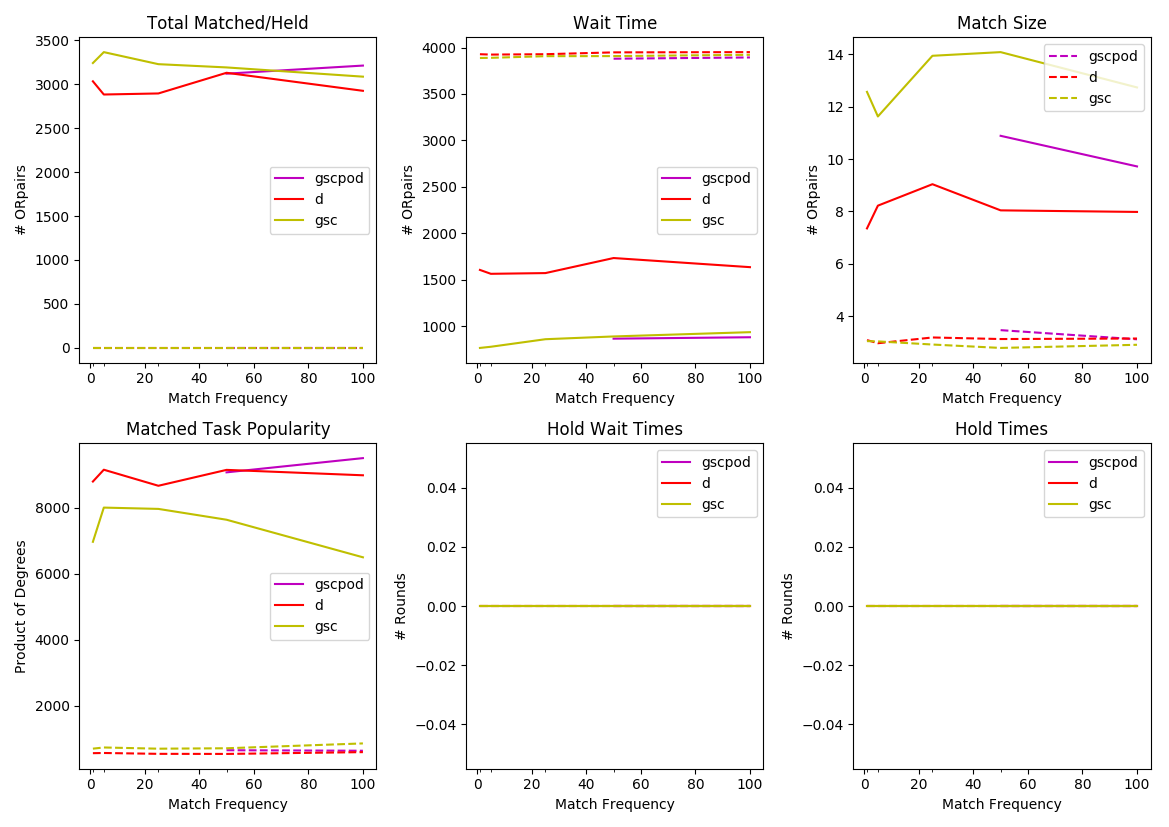 Total Matched/Held
# ORpairs
3500
3000
2500
2000
1500
1000
500
0
gscpod
d
gsc
0 20 40 60 80 100
Match Frequency
Wait Time
# ORpairs
4000
3500
3000
2500
2000
1500
1000
gscpod
d
gsc
0 20 40 60 80 100
Match Frequency
Match Size
# ORpairs
14
12
10
8
6
4
gscpod
d
gsc
0 20 40 60 80 100
Match Frequency
Matched Task Popularity
Product of Degrees
8000
6000
4000
2000
gscpod
d
gsc
0 20 40 60 80 100
Match Frequency
Hold Wait Times
# Rounds
0.04
0.02
0.00
−0.02
−0.04
gscpod
d
gsc
0 20 40 60 80 100
Match Frequency
Hold Times
# Rounds
0.04
0.02
0.00
−0.02
−0.04
gscpod
d
gsc
0 20 40 60 80 100
Match Frequency